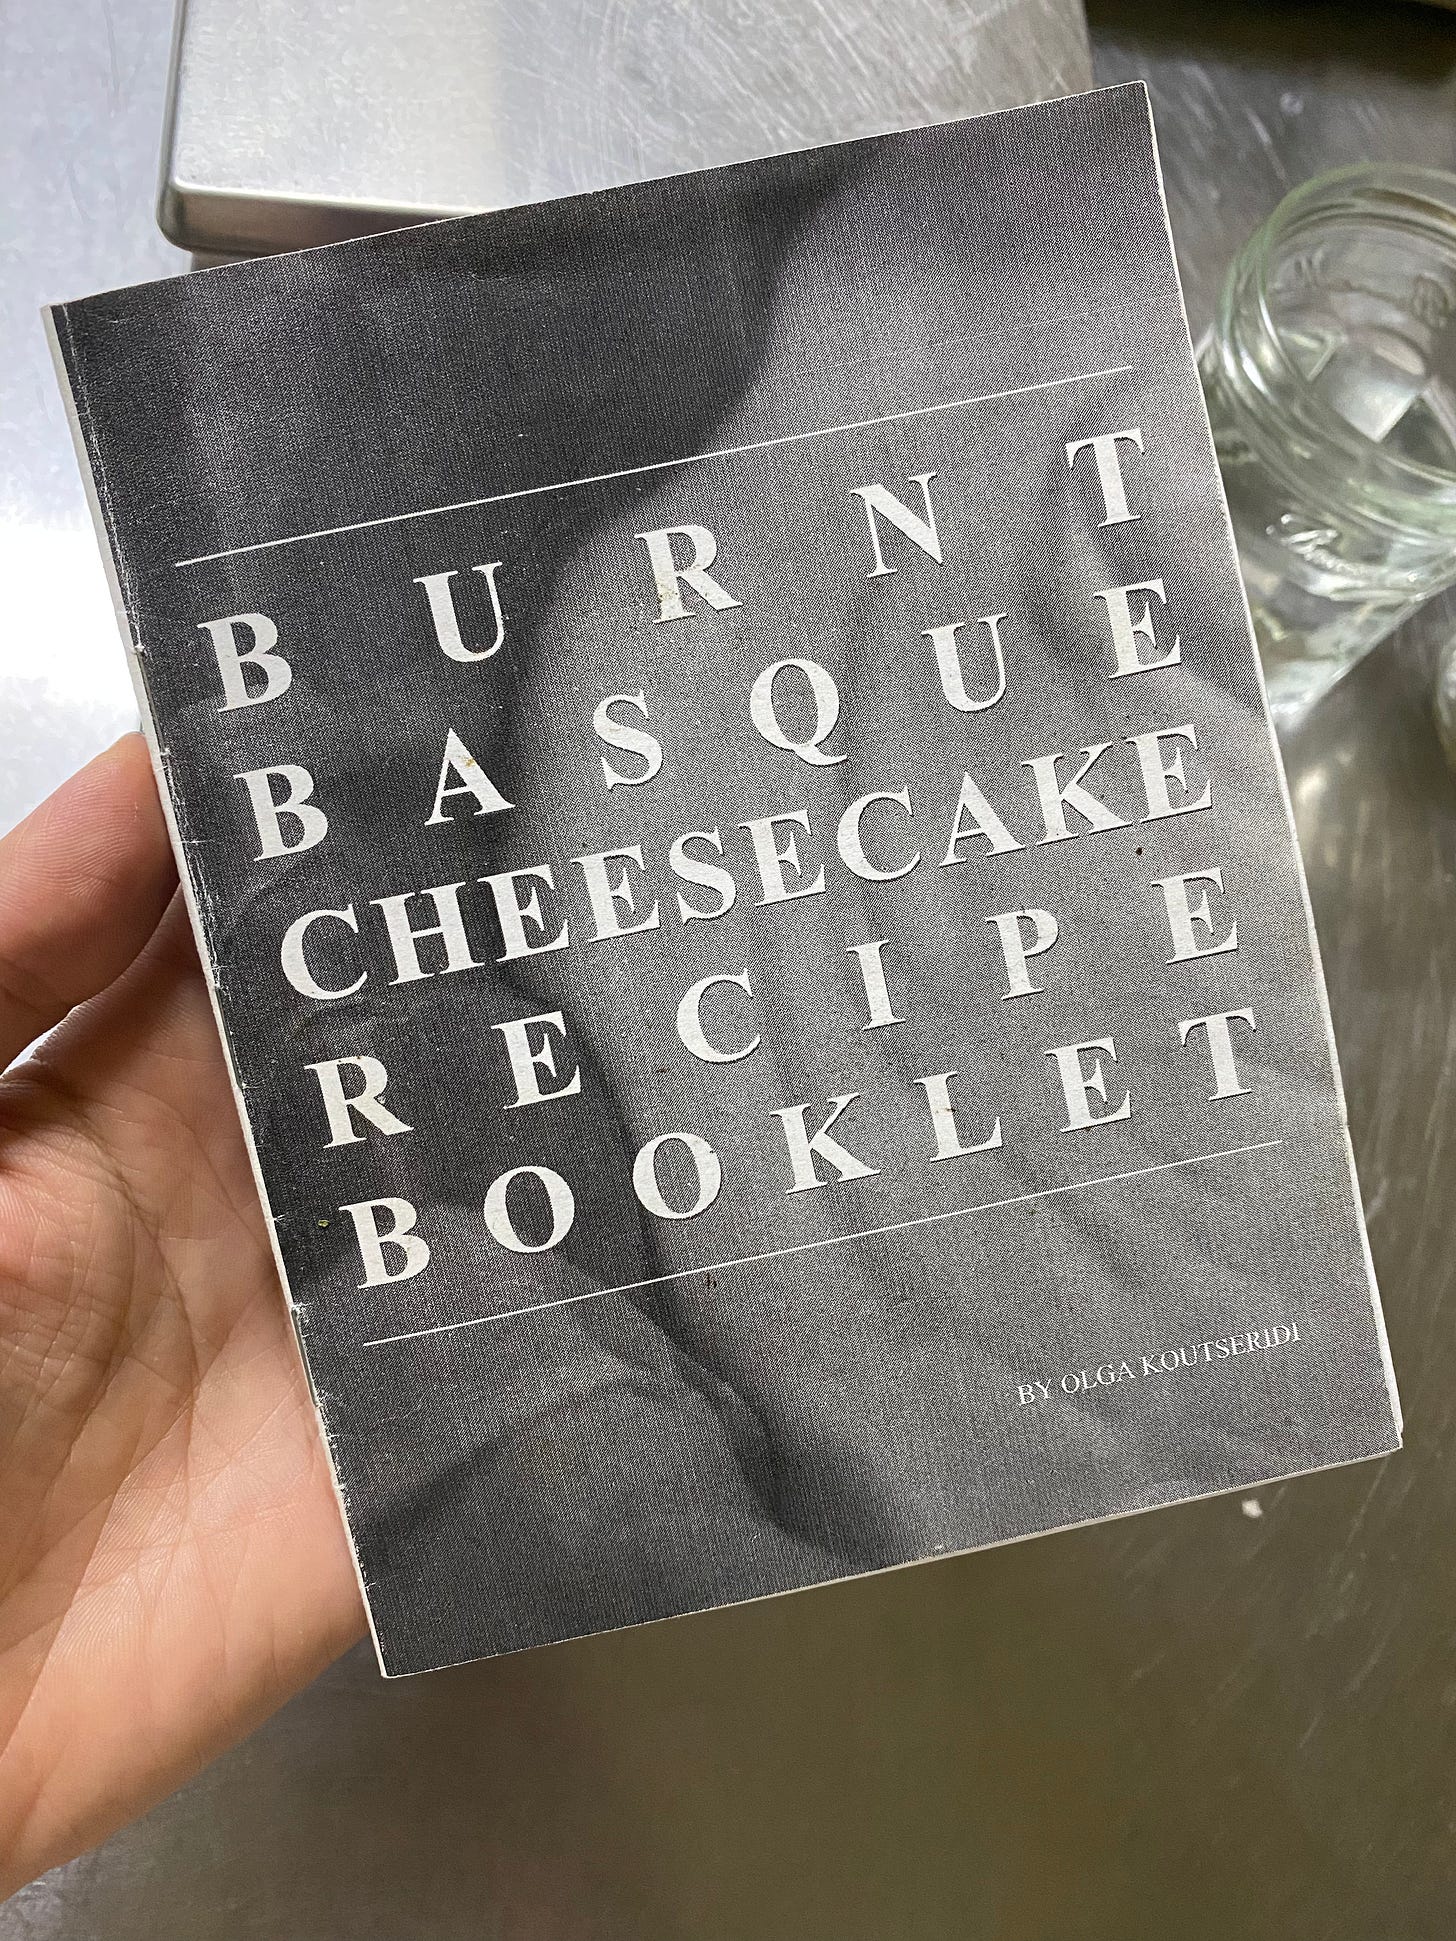 BURNT
BASQUE
CHEESECAKE
RECIPE
BOOKLET
BY OLGA KOUTSERIDI